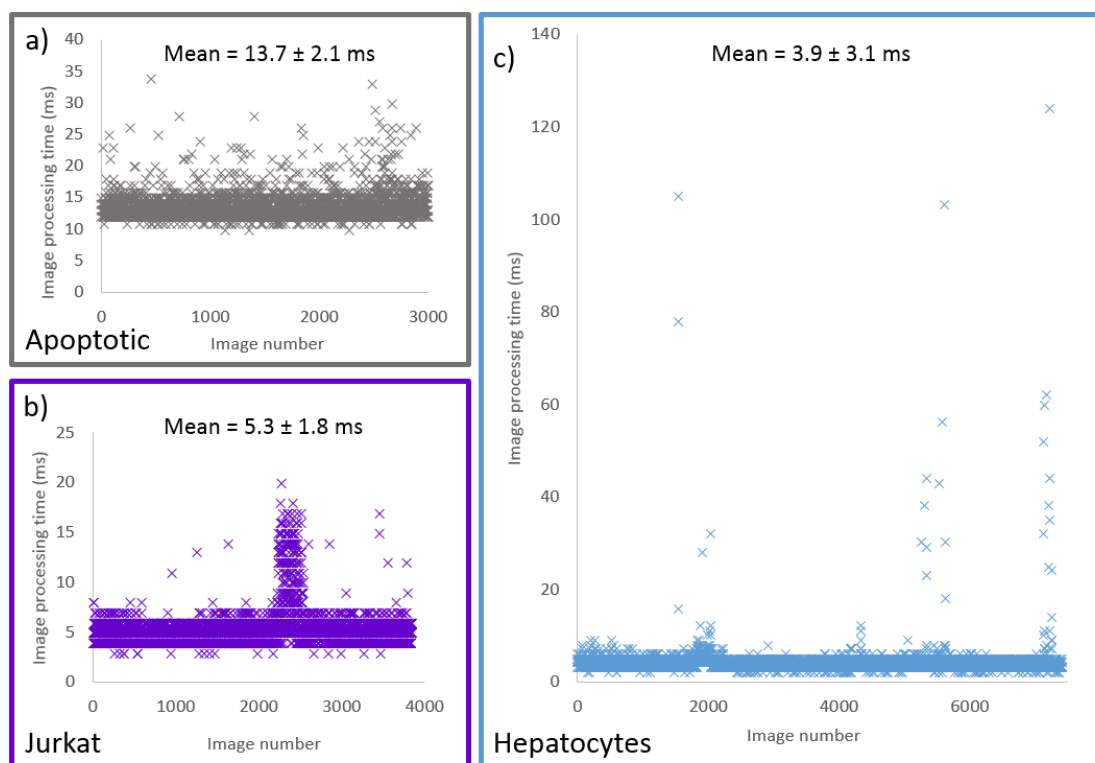 a)
Mean = 13.7 ± 2.1 ms
Image processing time (ms)
40
35
30
25
20
15
10
5
0
0 1000 2000 3000
Image number
Apoptotic
b)
Mean = 5.3 ± 1.8 ms
Image processing time (ms)
25
20
15
10
5
0
0 1000 2000 3000 4000
Image number
Jurkat
c)
Mean = 3.9 ± 3.1 ms
Image processing time (ms)
140
120
100
80
60
40
20
0
0 2000 4000 6000
Image number
Hepatocytes